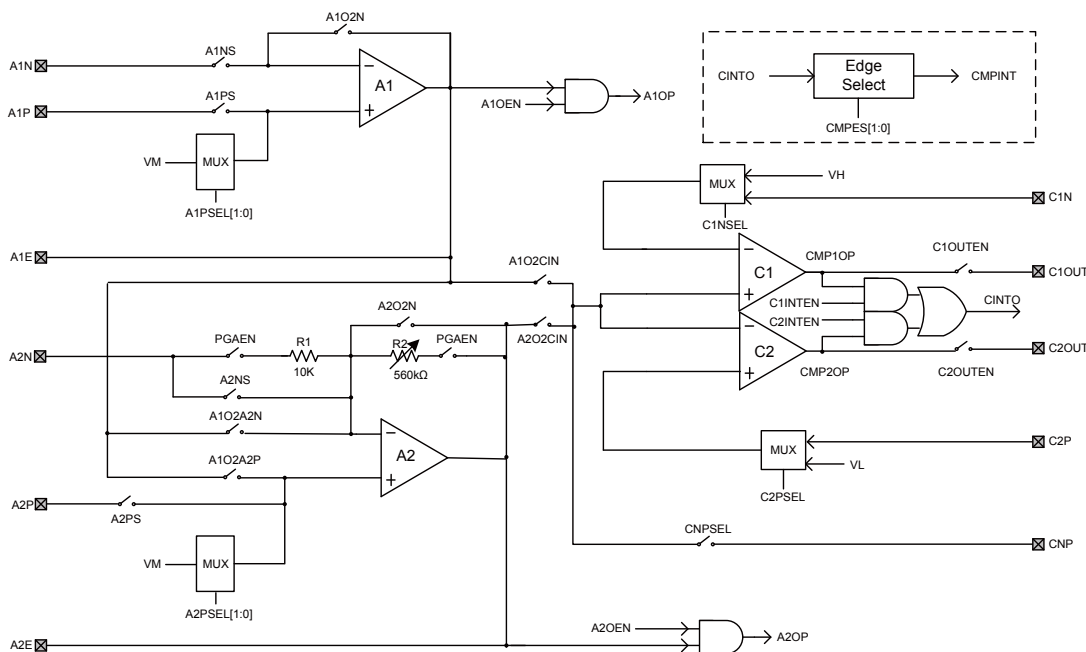 A1O2N
A1N
A1NS
A1
A1P
A1PS
A1OEN
A1OP
VM
MUX
A1PSEL[1:0]
CINTO
Edge
Select
CMPINT
CMPES[1:0]
MUX
VH
C1NSEL
C1N
A1E
A1O2CIN
C1
CMP1OP
C1OUTEN
C1OUT
C1INTEN
C2INTEN
CINTO
A2O2N
A2O2CIN
A2N
PGAEN
R1
10K
R2
560kΩ
PGAEN
A2NS
C2
CMP2OP
C2OUTEN
C2OUT
A1O2A2N
A2
A1O2A2P
A2P
A2PS
MUX
C2P
VL
C2PSEL
VM
MUX
A2PSEL[1:0]
CNPSEL
CNP
A2E
A2OEN
A2OP